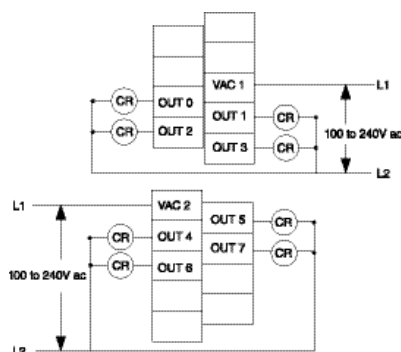 VAC 1 L1
CR OUT 0 OUT 1 CR
100 to 240V ac
CR OUT 2 OUT 3 CR
L2
L1 VAC 2 OUT 5 CR
CR OUT 4 OUT 7 CR
CR OUT 6
100 to 240V ac
L2